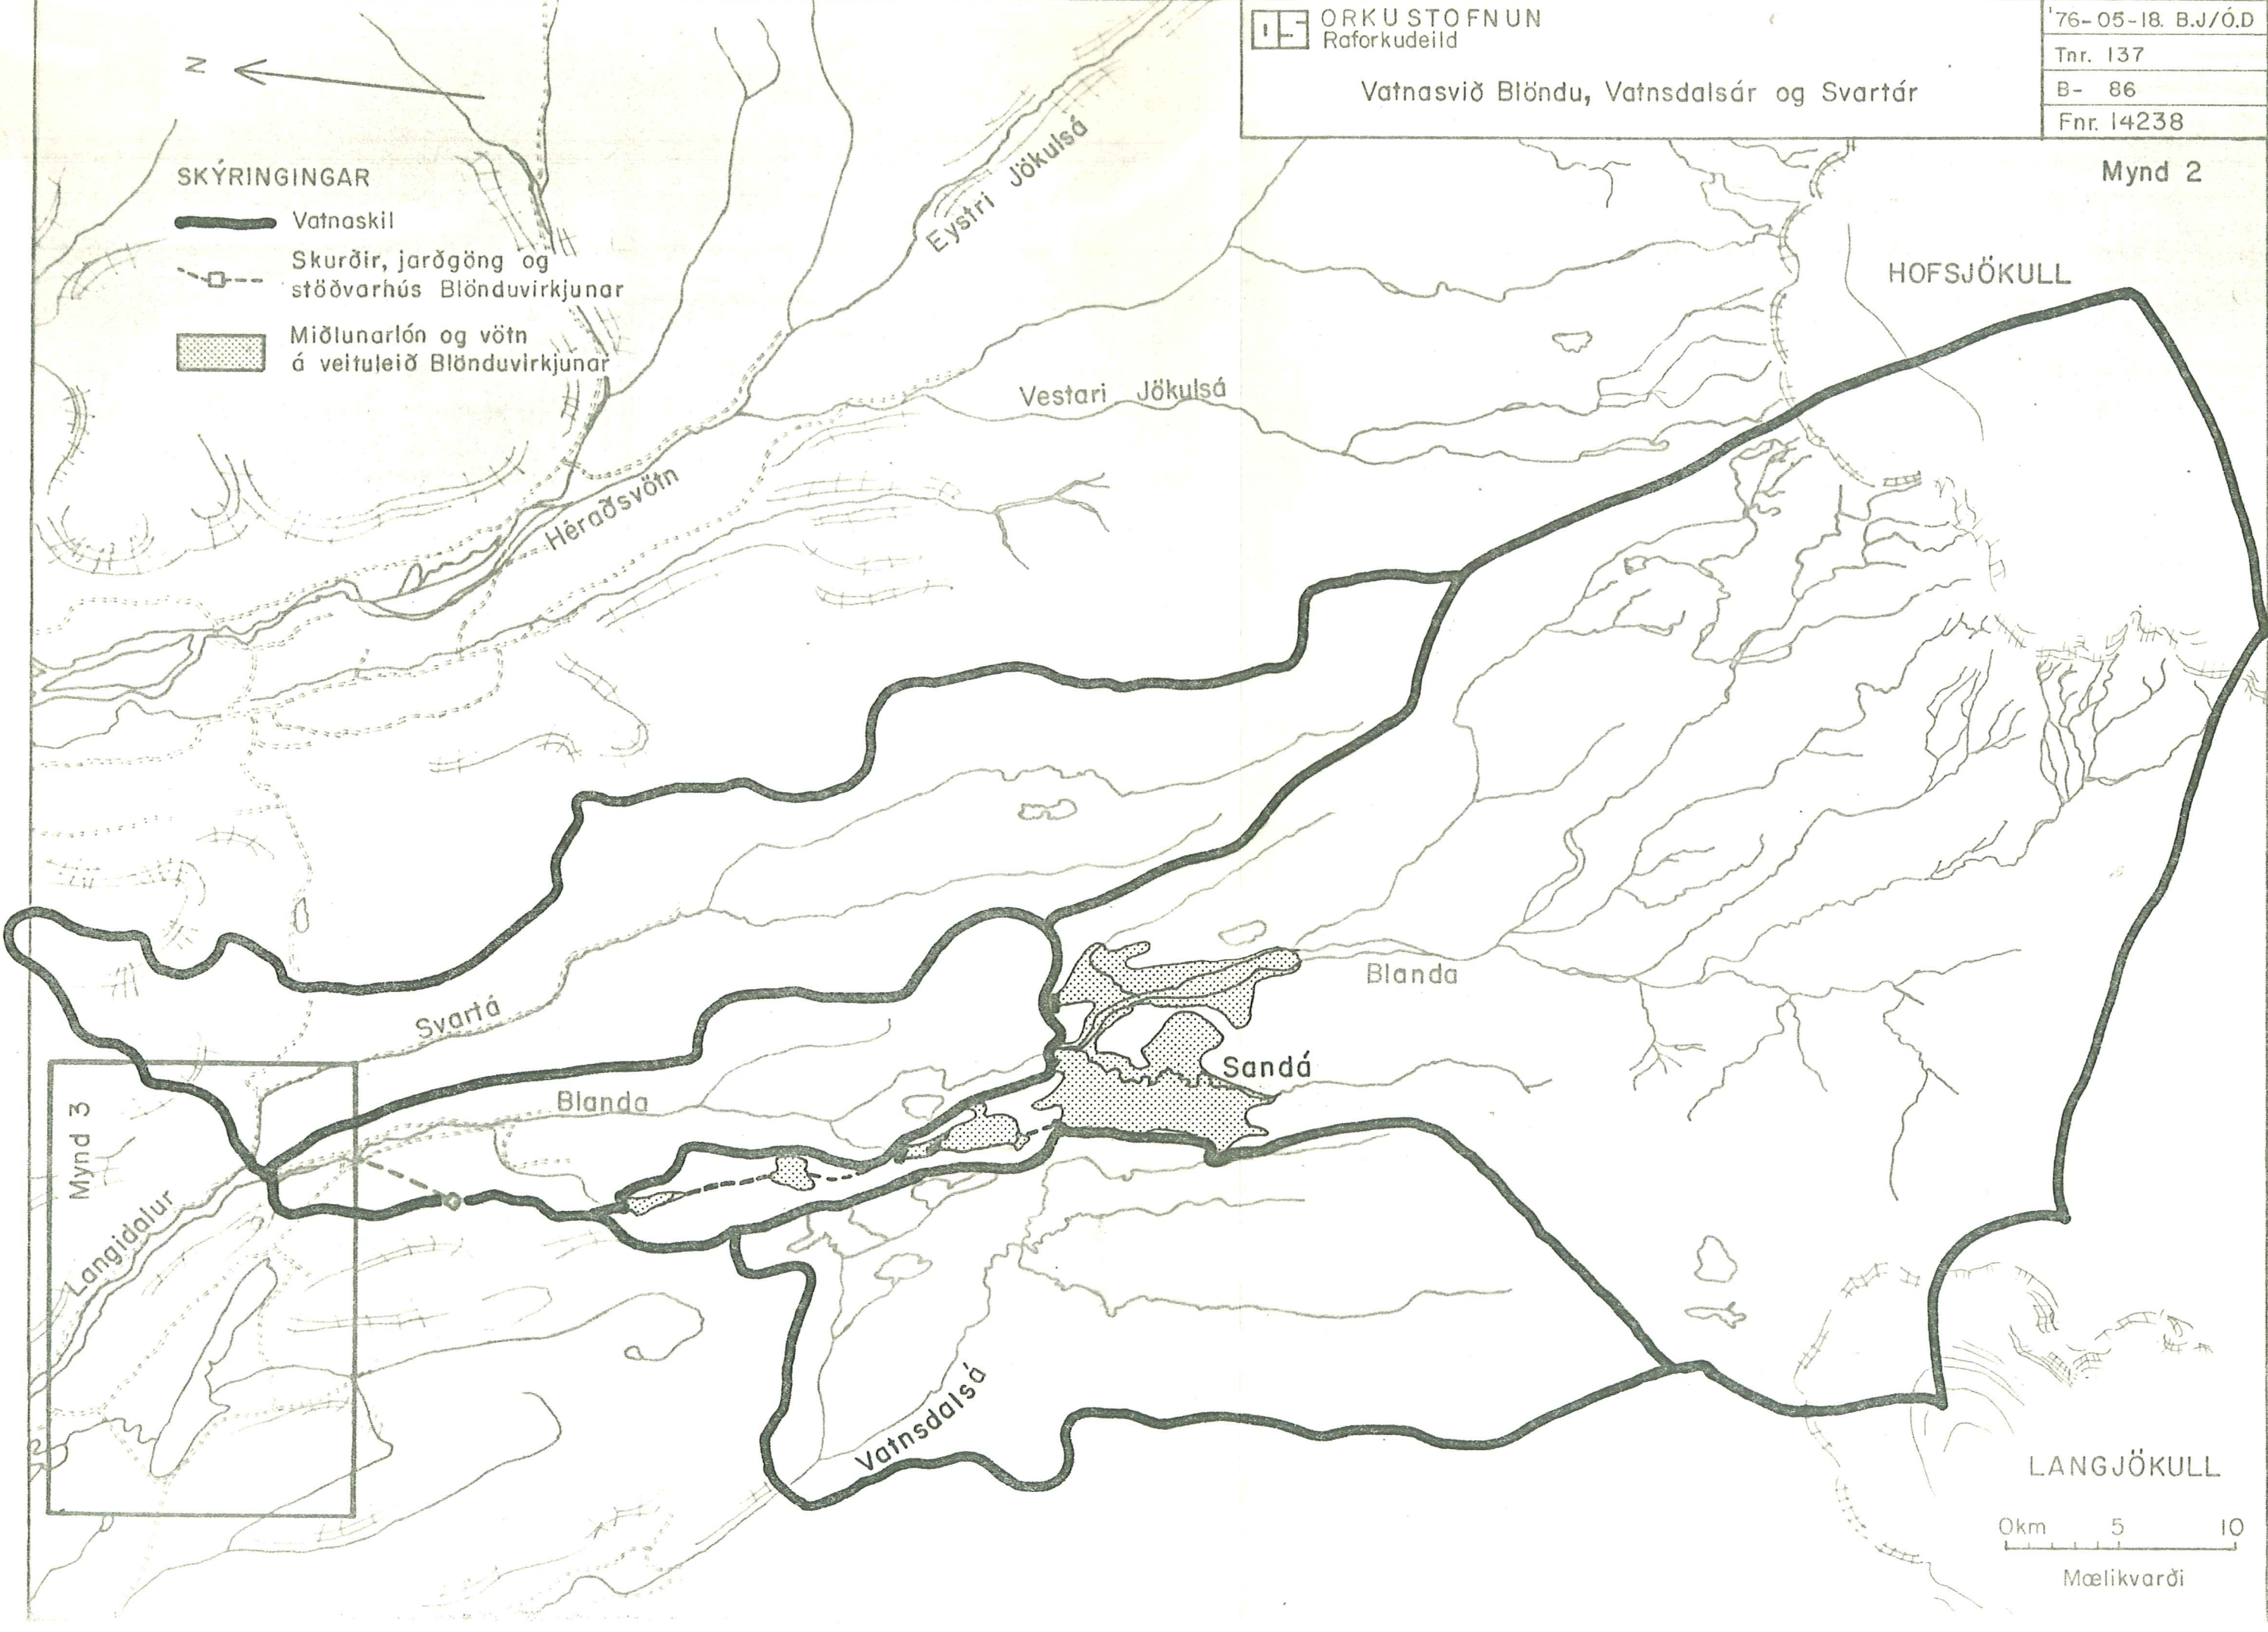 OS
ORKUSTOFNUN
Raforkudeild
Vatnasvið Blöndu, Vatnsdalsár og Svartár
'76-05-18. B.J/Ó.D
Tnr. 137
B- 86
Fnr. 14238
Mynd 2
N
SKÝRINGINGAR
Vatnaskil
Skurðir, jarðgöng og
stöðvarhús Blönduvirkjunar
Miðlunarlón og vötn
á veituleið Blönduvirkjunar
Eystri Jökulsá
HOFSJÖKULL
Vestari Jökulsá
Héraðsvötn
Svartá
Blanda
Sandá
Blanda
Mynd 3
Langidalur
Vatnsdalsá
LANGJÖKULL
0km 5 10
Mælikvarði